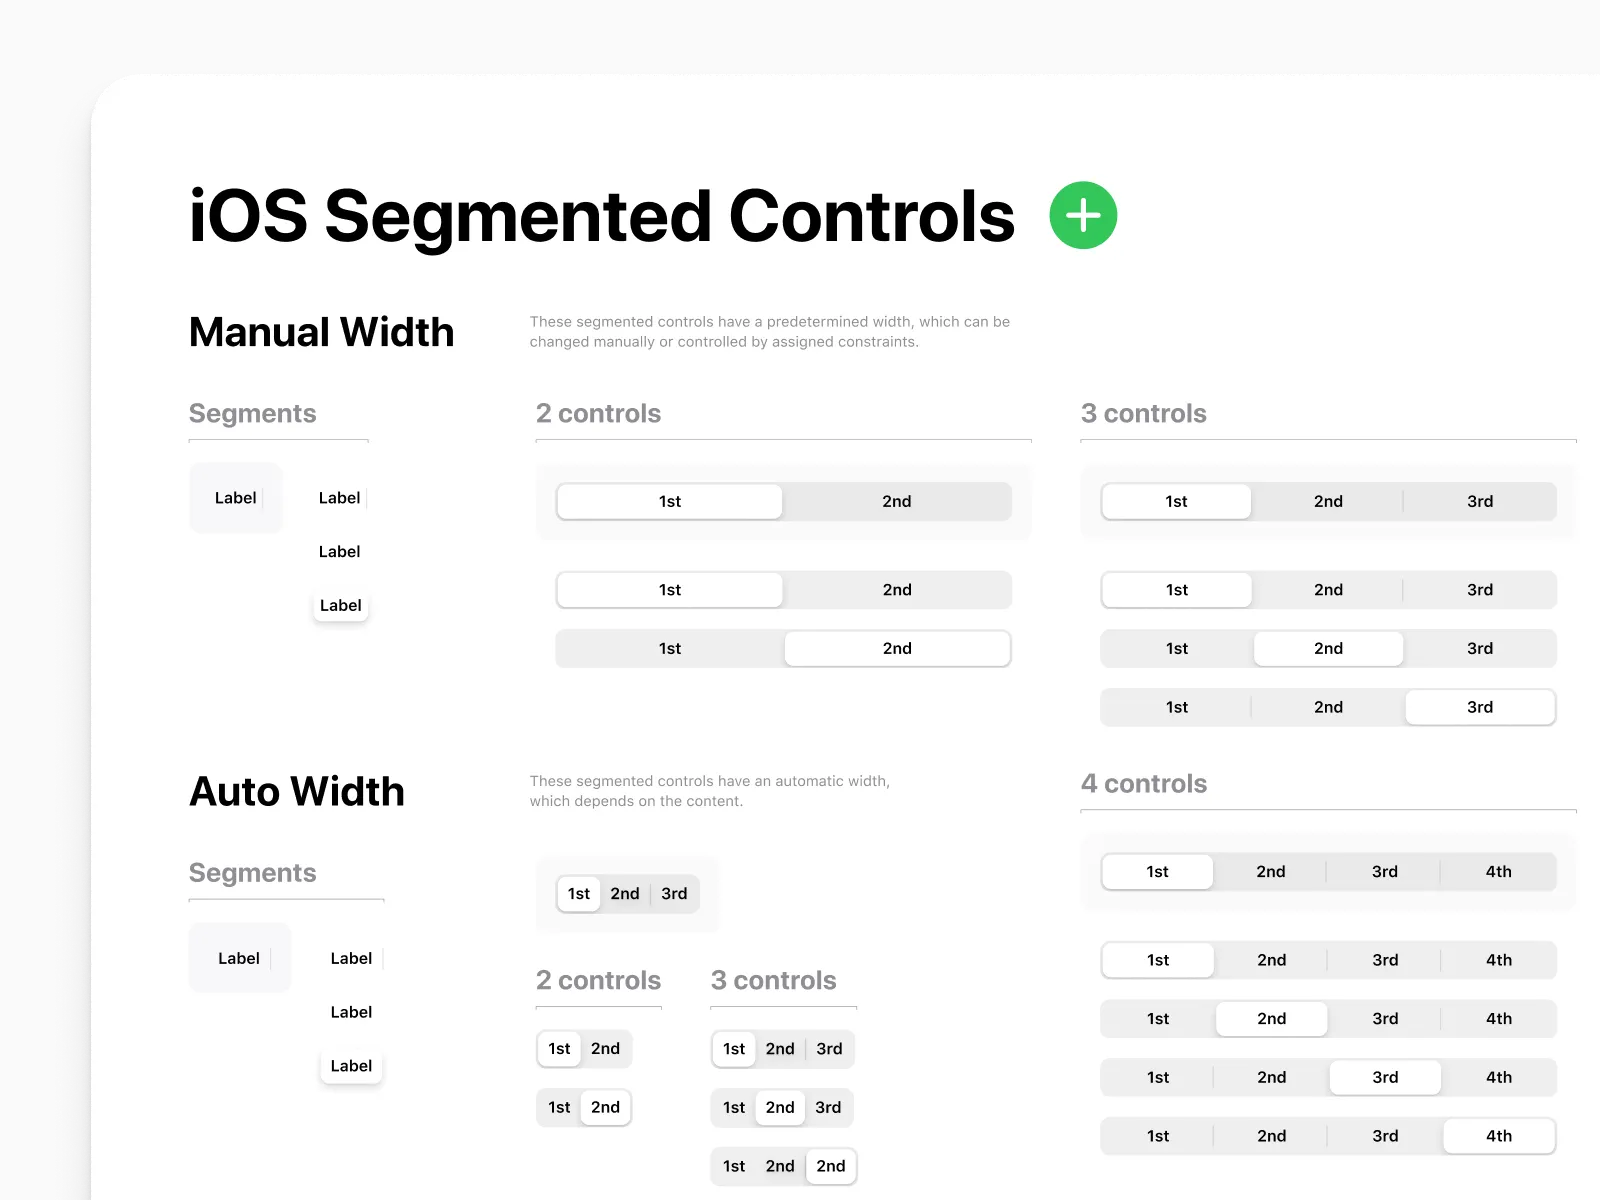 iOS Segmented Controls
Manual Width
These segmented controls have a predetermined width, which can be
changed manually or controlled by assigned constraints.
Segments
Label
Label
Label
Label
2 controls
1st 2nd
1st 2nd
1st 2nd
3 controls
1st 2nd 3rd
1st 2nd 3rd
1st 2nd 3rd
1st 2nd 3rd
Auto Width
These segmented controls have an automatic width,
which depends on the content.
Segments
Label
Label
Label
Label
1st 2nd 3rd
2 controls
1st 2nd
1st 2nd
3 controls
1st 2nd 3rd
1st 2nd 3rd
1st 2nd 2nd
4 controls
1st 2nd 3rd 4th
1st 2nd 3rd 4th
1st 2nd 3rd 4th
1st 2nd 3rd 4th
1st 2nd 3rd 4th